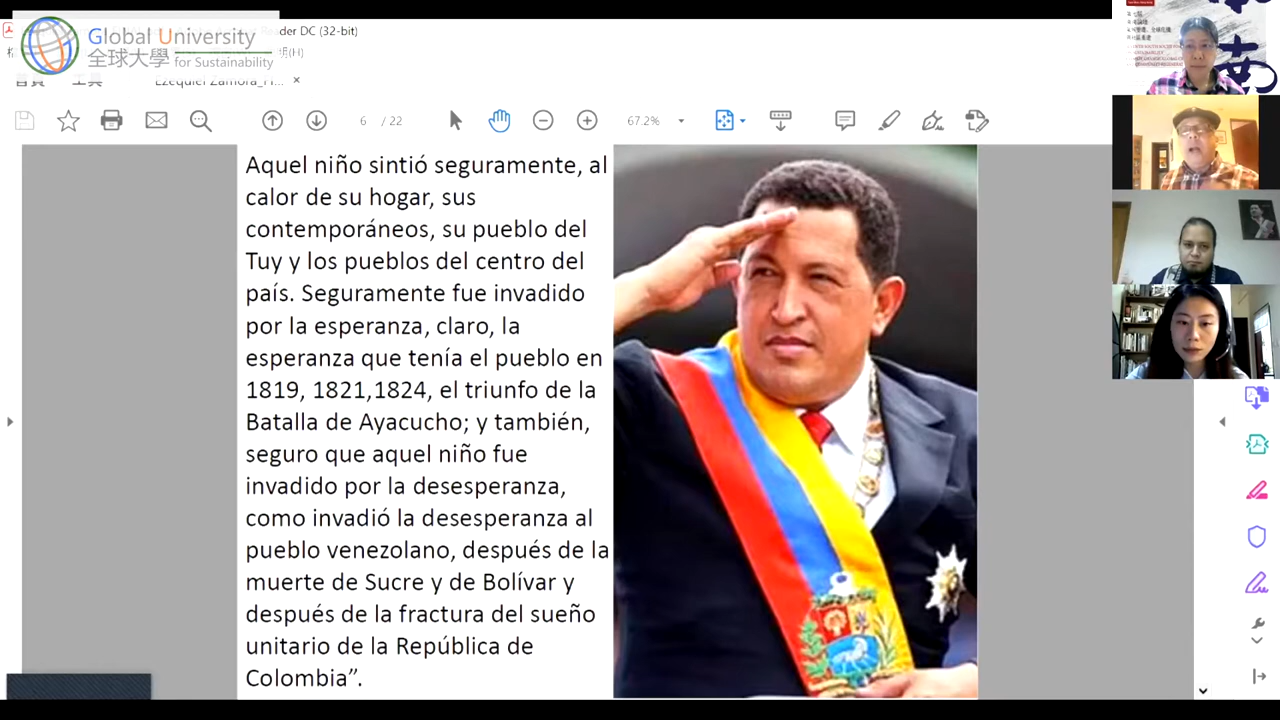 Global University
全球大學 for Sustainability
Reader DC (32-bit)
6 / 22
67.2%
Aquel niño sintió seguramente, al
calor de su hogar, sus
contemporáneos, su pueblo del
Tuy y los pueblos del centro del
país. Seguramente fue invadido
por la esperanza, claro, la
esperanza que tenía el pueblo en
1819, 1821,1824, el triunfo de la
Batalla de Ayacucho; y también,
seguro que aquel niño fue
invadido por la desesperanza,
como invadió la desesperanza al
pueblo venezolano, después de la
muerte de Sucre y de Bolívar y
después de la fractura del sueño
unitario de la República de
Colombia”.